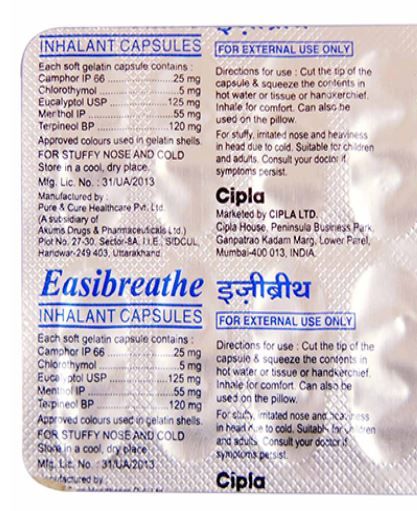 इज़ीब्रीथ
INHALANT CAPSULES
Each soft gelatin capsule contains :
Camphor IP 66 .................. 25 mg
Chlorothymol ...................... 5 mg
Eucalyptol USP ............... 125 mg
Menthol IP ........................ 55 mg
Terpineol BP 120 mg
Approved colours used in gelatin shells.
FOR STUFFY NOSE AND COLD
Store in a cool, dry place.
Mfg. Lic. No. : 31/UA/2013
Manufactured by :
Pure & Cure Healthcare Pvt. Ltd.
(A subsidiary of
Akums Drugs & Pharmaceuticals Ltd.)
Plot No. 27-30, Sector-8A, I.I.E., SIDCUL,
Haridwar-249 403, Uttarakhand.
FOR EXTERNAL USE ONLY
Directions for use : Cut the tip of the
capsule & squeeze the contents in
hot water or tissue or handkerchief.
Inhale for comfort. Can also be
used on the pillow.
For stuffy, irritated nose and heaviness
in head due to cold. Suitable for children
and adults. Consult your doctor if
symptoms persist.
Cipla
Marketed by CIPLA LTD.
Cipla House, Peninsula Business Park,
Ganpatrao Kadam Marg, Lower Parel,
Mumbai-400 013, INDIA.
Easibreathe इज़ीब्रीथ
INHALANT CAPSULES
Each soft gelatin capsule contains :
Camphor IP 66 .................. 25 mg
Chlorothymol ...................... 5 mg
Eucalyptol USP ............... 125 mg
Menthol IP ........................ 55 mg
Terpineol BP 120 mg
Approved colours used in gelatin shells.
FOR STUFFY NOSE AND COLD
Store in a cool, dry place
Mfg. Lic. No. : 31/UA/2013
Manufactured by :
FOR EXTERNAL USE ONLY
Directions for use : Cut the tip of the
capsule & squeeze the contents in
hot water or tissue or handkerchief.
Inhale for comfort. Can also be
used on the pillow.
For stuffy, irritated nose and heaviness
in head due to cold. Suitable for children
and adults. Consult your doctor if
symptoms persist.
Cipla